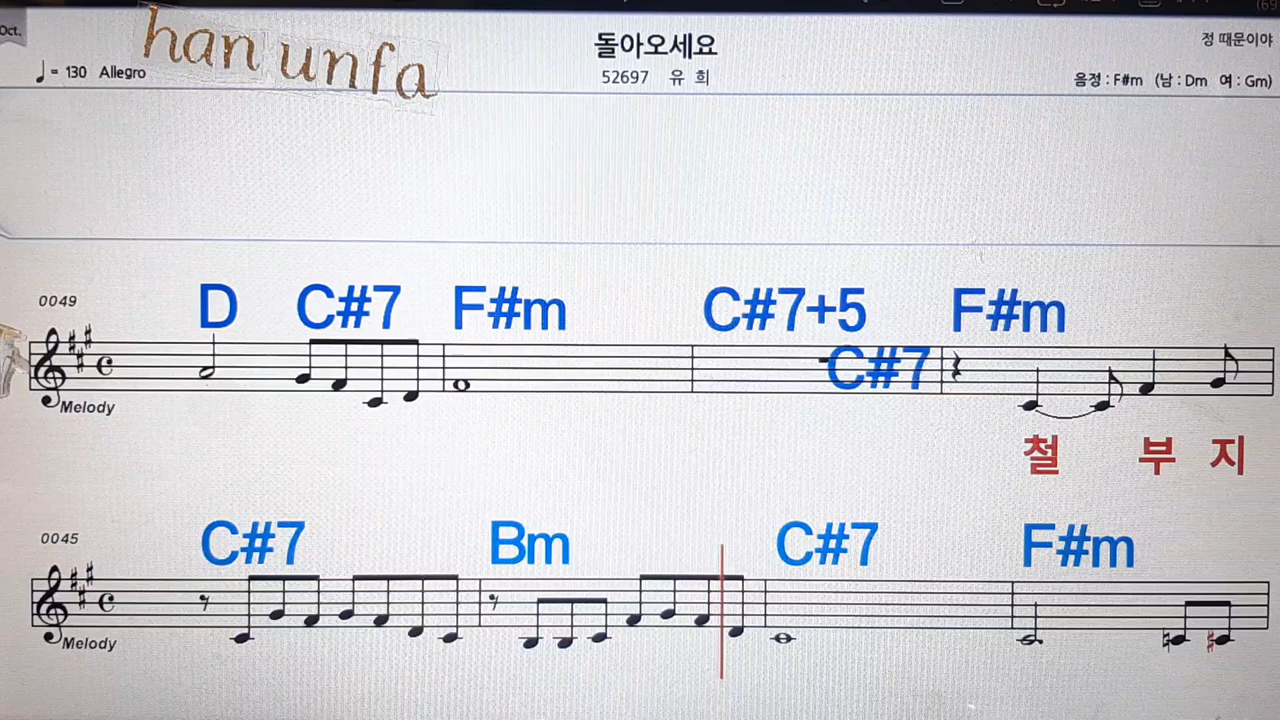 Oct.
han unfa
돌아오세요
정 때문이야
♩ = 130 Allegro
52697 유 희
음정 : F#m (남 : Dm 여 : Gm)
0049
D C#7 F#m C#7+5 F#m
C#7
Melody
철 부 지
0045
C#7 Bm C#7 F#m
Melody